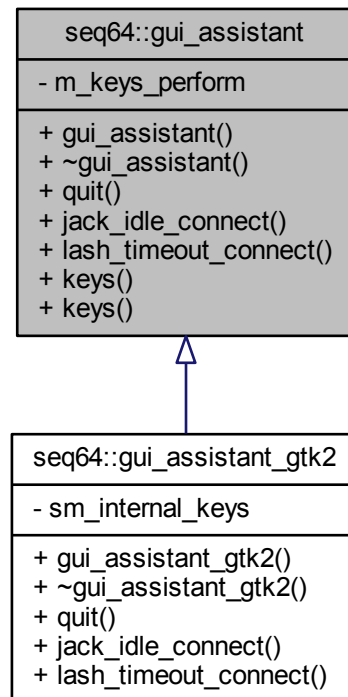 seq64::gui_assistant
- m_keys_perform
+ gui_assistant()
+ ~gui_assistant()
+ quit()
+ jack_idle_connect()
+ lash_timeout_connect()
+ keys()
+ keys()
seq64::gui_assistant_gtk2
- sm_internal_keys
+ gui_assistant_gtk2()
+ ~gui_assistant_gtk2()
+ quit()
+ jack_idle_connect()
+ lash_timeout_connect()